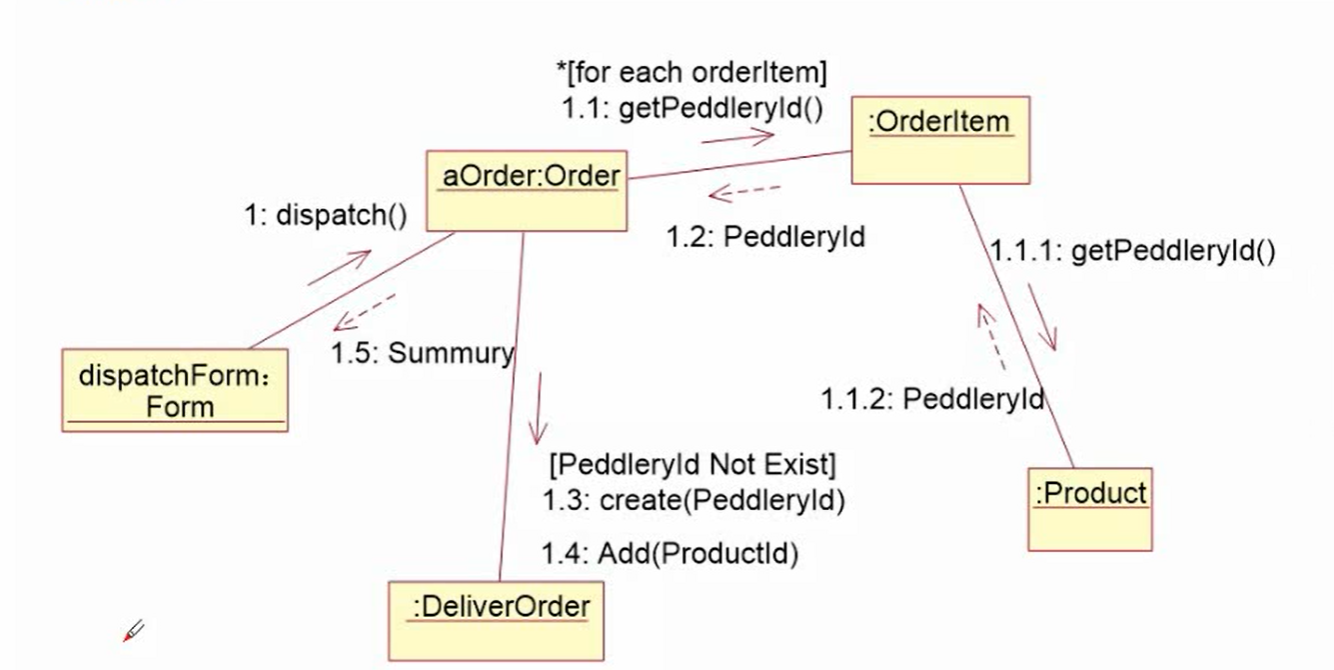 *[for each orderItem]
1.1: getPeddleryId()
:OrderItem
aOrder:Order
1: dispatch()
1.2: PeddleryId
1.1.1: getPeddleryId()
1.5: Summury
dispatchForm：
Form
1.1.2: PeddleryId
[PeddleryId Not Exist]
1.3: create(PeddleryId)
:Product
1.4: Add(ProductId)
:DeliverOrder